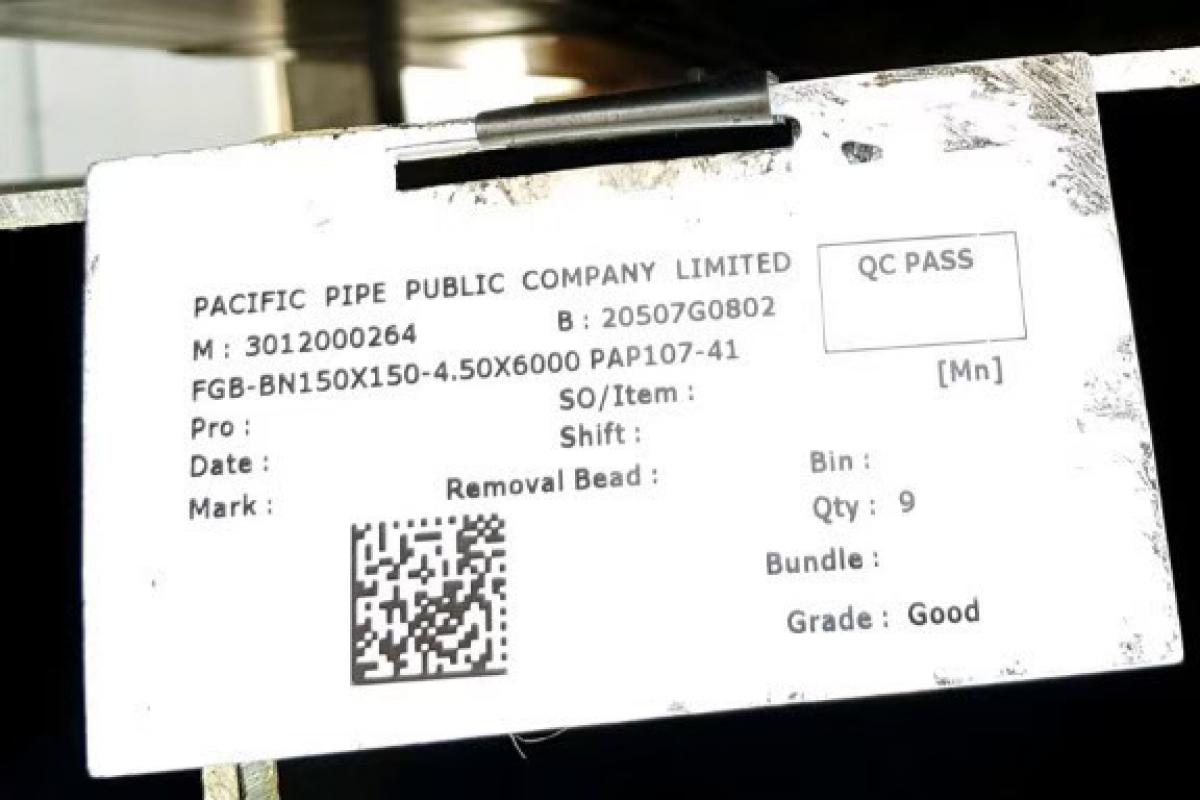 PACIFIC PIPE PUBLIC COMPANY LIMITED
QC PASS
M : 3012000264 B : 20507G0802
FGB-BN150X150-4.50X6000 PAP107-41
[Mn]
Pro : SO/Item :
Date : Shift :
Mark : Removal Bead : Bin :
Qty : 9
Bundle :
Grade : Good